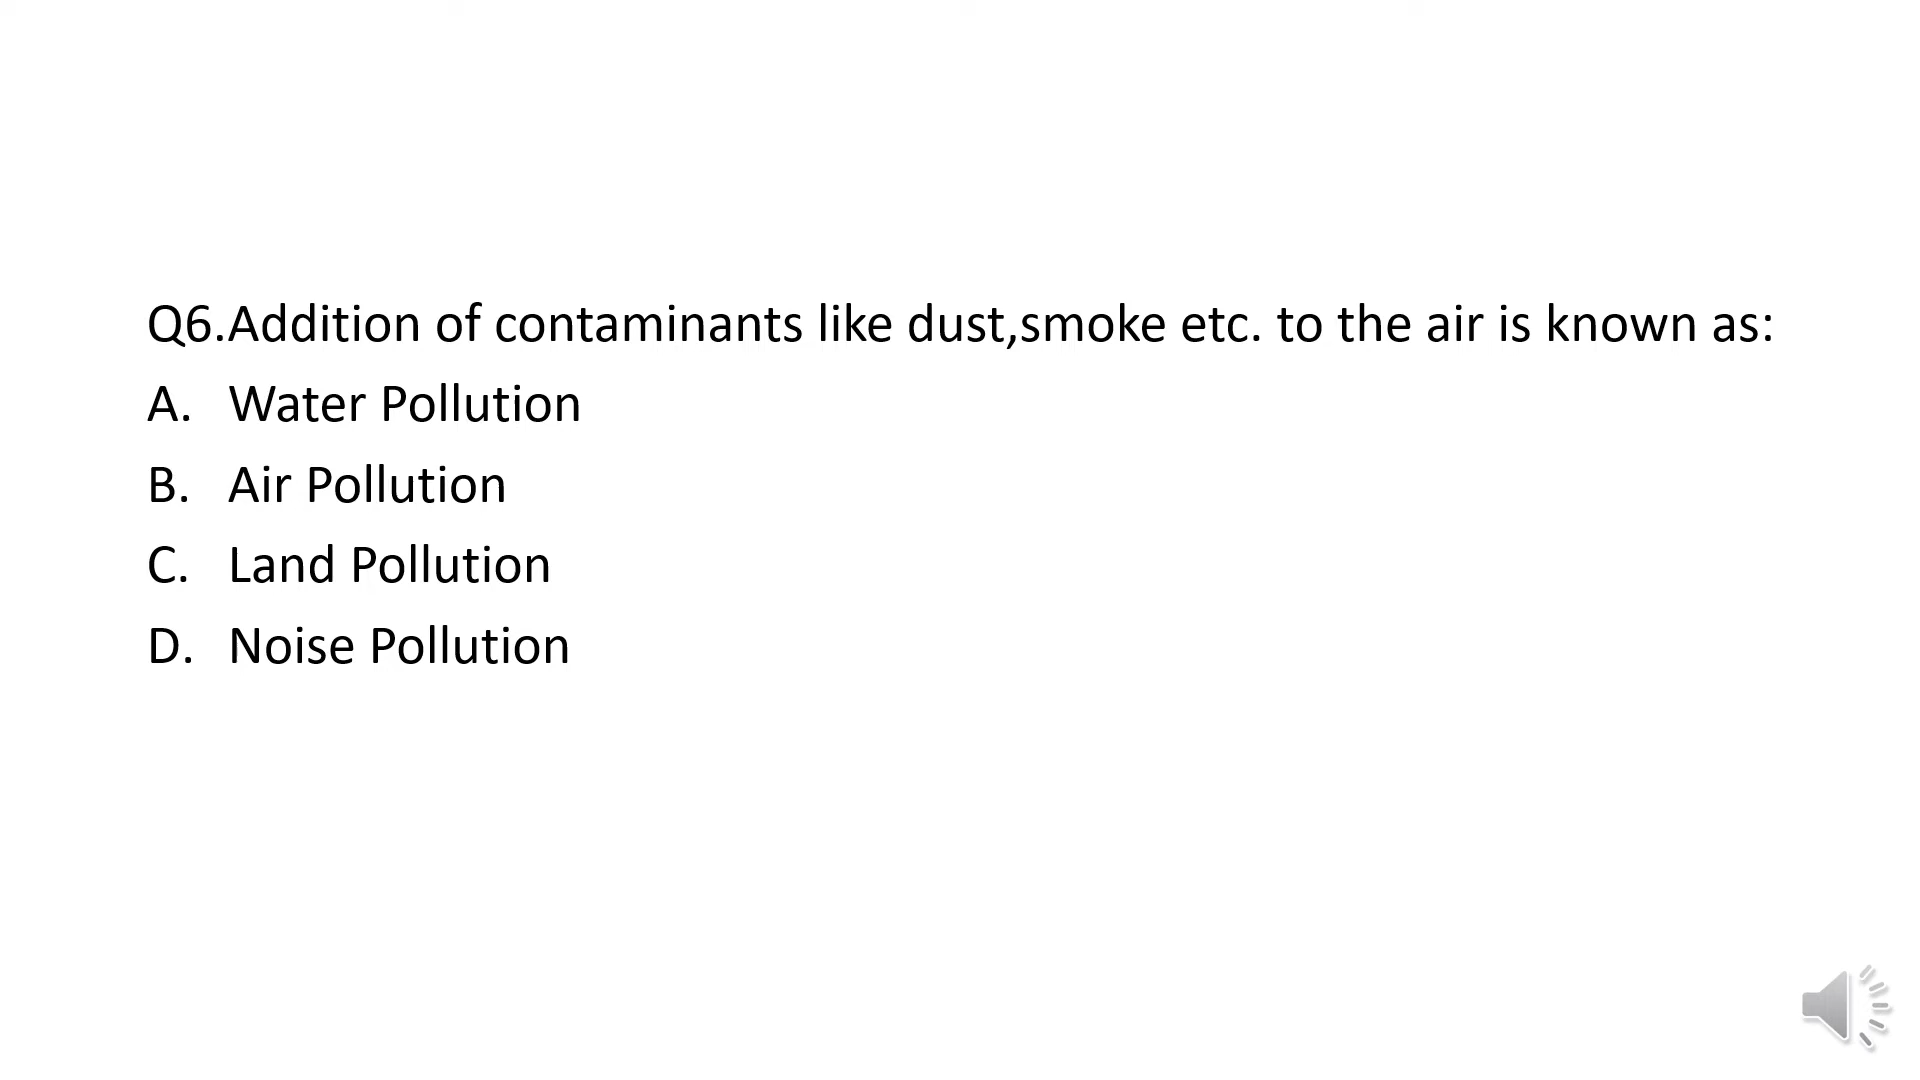 Q6.Addition of contaminants like dust,smoke etc. to the air is known as:
A. Water Pollution
B. Air Pollution
C. Land Pollution
D. Noise Pollution